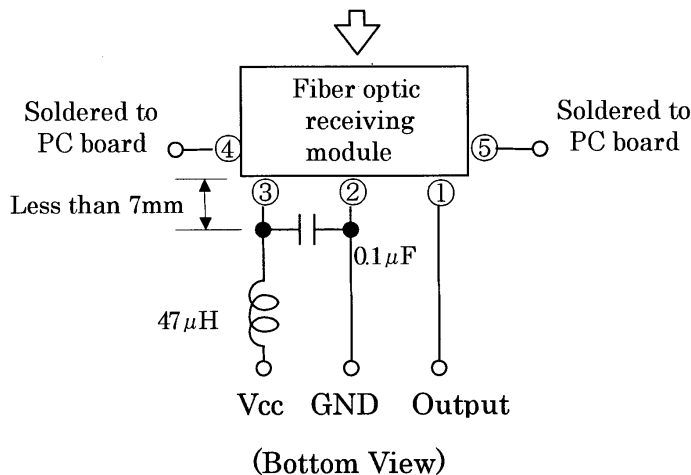 Fiber optic
receiving
module
Soldered to
PC board
④
⑤
Soldered to
PC board
Less than 7mm
③
②
①
0.1μF
47μH
Vcc
GND
Output
(Bottom View)